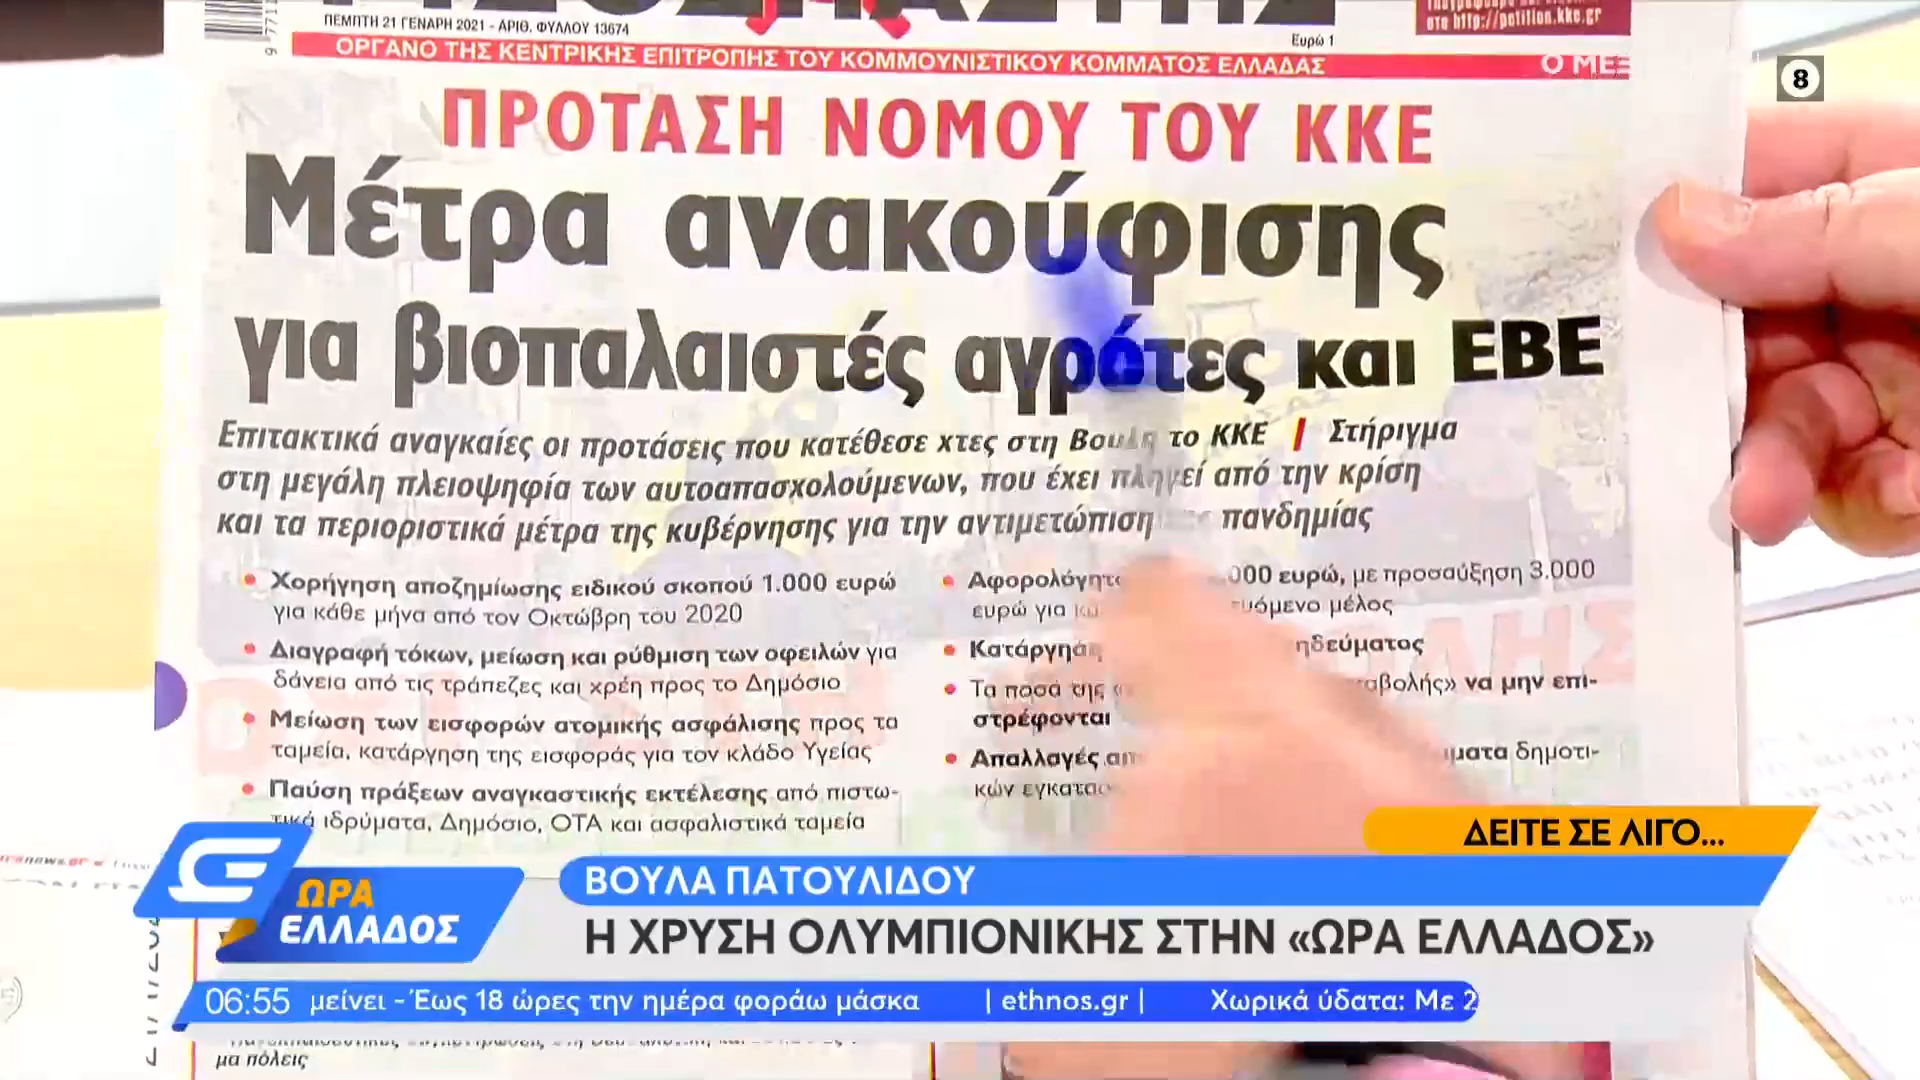 ΠΕΜΠΤΗ 21 ΓΕΝΑΡΗ 2021 - ΑΡΙΘ. ΦΥΛΛΟΥ 13674
Ευρώ 1
στο http://petition.kke.gr
ΟΡΓΑΝΟ ΤΗΣ ΚΕΝΤΡΙΚΗΣ ΕΠΙΤΡΟΠΗΣ ΤΟΥ ΚΟΜΜΟΥΝΙΣΤΙΚΟΥ ΚΟΜΜΑΤΟΣ ΕΛΛΑΔΑΣ
8
ΠΡΟΤΑΣΗ ΝΟΜΟΥ ΤΟΥ ΚΚΕ
Μέτρα ανακούφισης
για βιοπαλαιστές αγρότες και ΕΒΕ
Επιτακτικά αναγκαίες οι προτάσεις που κατέθεσε χτες στη Βουλή το ΚΚΕ | Στήριγμα
στη μεγάλη πλειοψηφία των αυτοαπασχολούμενων, που έχει πληγεί από την κρίση
και τα περιοριστικά μέτρα της κυβέρνησης για την αντιμετώπιση πανδημίας
• Χορήγηση αποζημίωσης ειδικού σκοπού 1.000 ευρώ
για κάθε μήνα από τον Οκτώβρη του 2020
• Διαγραφή τόκων, μείωση και ρύθμιση των οφειλών για
δάνεια από τις τράπεζες και χρέη προς το Δημόσιο
• Μείωση των εισφορών ατομικής ασφάλισης προς τα
ταμεία, κατάργηση της εισφοράς για τον κλάδο Υγείας
• Παύση πράξεων αναγκαστικής εκτέλεσης από πιστω-
τικά ιδρύματα, Δημόσιο, ΟΤΑ και ασφαλιστικά ταμεία
• 000 ευρώ, με προσαύξηση 3.000
ευρώ για μέλος
•
• Τα ποσά της να μην επι-
στρέφονται
• Απαλλαγές δημοτι-
κών
ΔΕΙΤΕ ΣΕ ΛΙΓΟ...
ΒΟΥΛΑ ΠΑΤΟΥΛΙΔΟΥ
Η ΧΡΥΣΗ ΟΛΥΜΠΙΟΝΙΚΗΣ ΣΤΗΝ «ΩΡΑ ΕΛΛΑΔΟΣ»
ΩΡΑ
ΕΛΛΑΔΟΣ
06:55 μείνει - Έως 18 ώρες την ημέρα φοράω μάσκα | ethnos.gr | Χωρικά ύδατα: Με
μα πόλεις